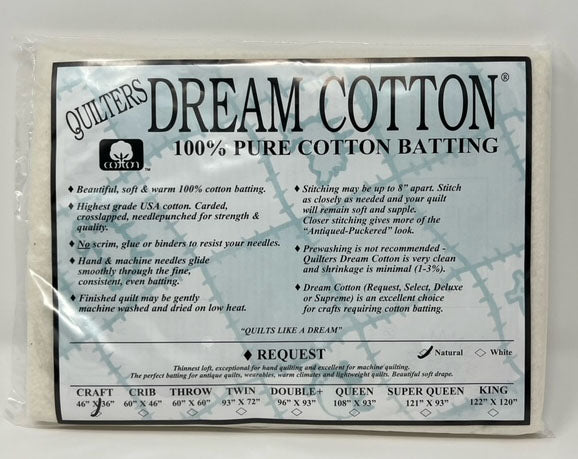 QUILTERS DREAM COTTON®
100% PURE COTTON BATTING
cotton™
♦ Beautiful, soft & warm 100% cotton batting.
♦ Highest grade USA cotton. Carded,
crosslapped, needlepunched for strength &
quality.
♦ No scrim, glue or binders to resist your needles.
♦ Hand & machine needles glide
smoothly through the fine,
consistent, even batting.
♦ Finished quilt may be gently
machine washed and dried on low heat.
♦ Stitching may be up to 8" apart. Stitch
as closely as needed and your quilt
will remain soft and supple.
Closer stitching gives more of the
"Antiqued-Puckered" look.
♦ Prewashing is not recommended -
Quilters Dream Cotton is very clean
and shrinkage is minimal (1-3%).
♦ Dream Cotton (Request, Select, Deluxe
or Supreme) is an excellent choice
for crafts requiring cotton batting.
"QUILTS LIKE A DREAM"
♦ REQUEST
Natural ◇ White
Thinnest loft, exceptional for hand quilting and excellent for machine quilting.
The perfect batting for antique quilts, wearables, warm climates and lightweight quilts. Beautiful soft drape.
CRAFT CRIB THROW TWIN DOUBLE+ QUEEN SUPER QUEEN KING
46" X 36" 60" X 46" 60" X 60" 93" X 72" 96" X 93" 108" X 93" 121" X 93" 122" X 120"